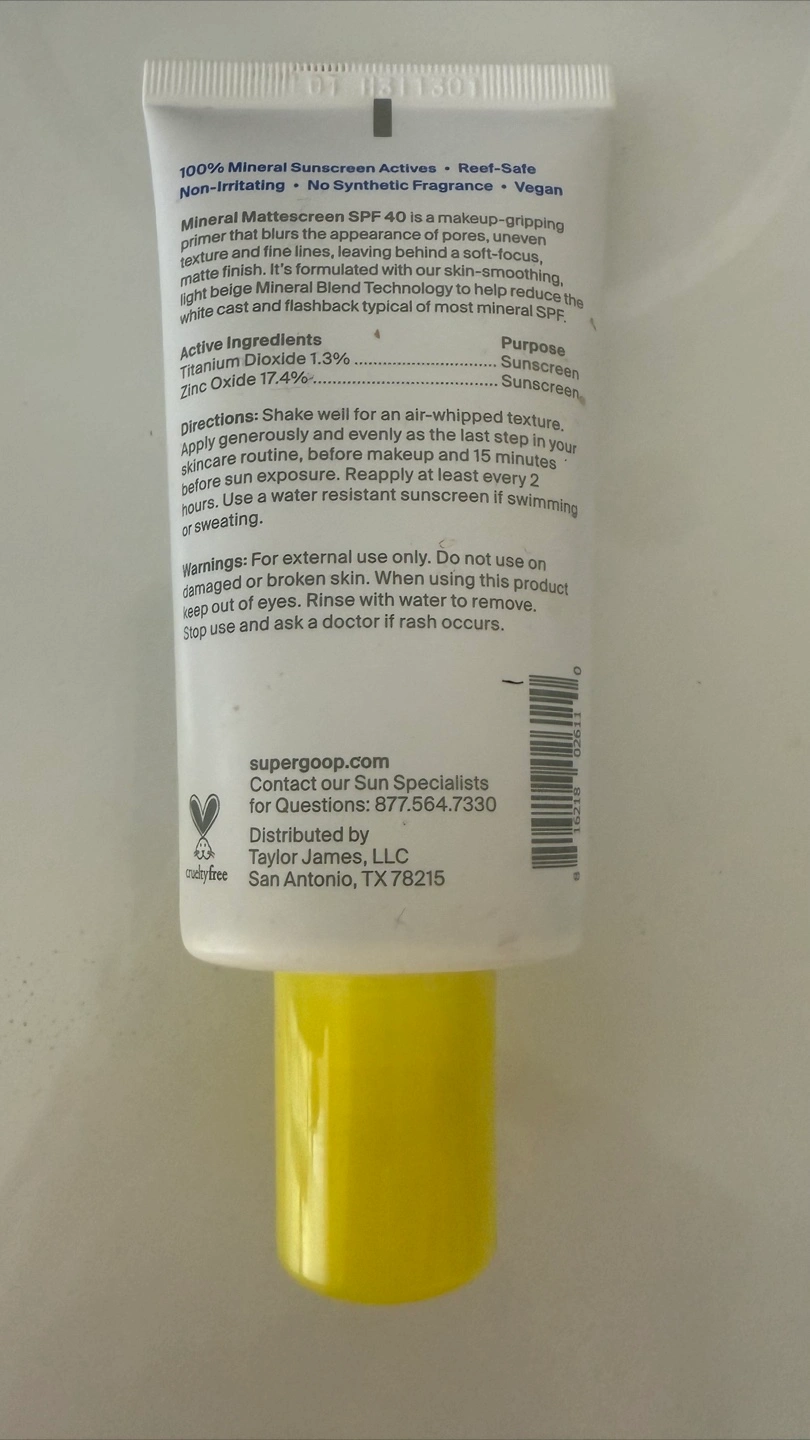 100% Mineral Sunscreen Actives • Reef-Safe
Non-Irritating • No Synthetic Fragrance • Vegan
Mineral Mattescreen SPF 40 is a makeup-gripping
primer that blurs the appearance of pores, uneven
texture and fine lines, leaving behind a soft-focus,
matte finish. It's formulated with our skin-smoothing,
light beige Mineral Blend Technology to help reduce the
white cast and flashback typical of most mineral SPF.
Active Ingredients Purpose
Titanium Dioxide 1.3% ................................ Sunscreen
Zinc Oxide 17.4% ......................................... Sunscreen
Directions: Shake well for an air-whipped texture.
Apply generously and evenly as the last step in your
skincare routine, before makeup and 15 minutes
before sun exposure. Reapply at least every 2
hours. Use a water resistant sunscreen if swimming
or sweating.
Warnings: For external use only. Do not use on
damaged or broken skin. When using this product
keep out of eyes. Rinse with water to remove.
Stop use and ask a doctor if rash occurs.
supergoop.com
Contact our Sun Specialists
for Questions: 877.564.7330
Distributed by
Taylor James, LLC
San Antonio, TX 78215
crueltyfree
8 16218 02611 0